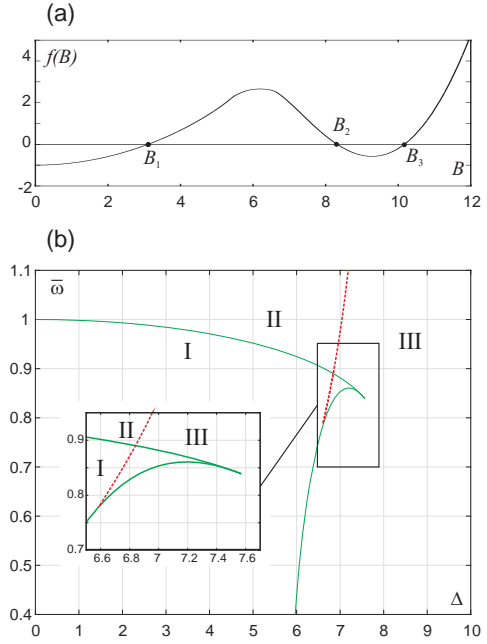 (a)
f(B)
4
2
0
-2
B₁
B₂
B₃
B
0 2 4 6 8 10 12
(b)
1.1
1
0.9
0.8
0.7
0.6
0.5
0.4
ω̅
II
I
III
0.9
0.8
0.7
II
III
I
6.6 6.8 7 7.2 7.4 7.6
Δ
0 1 2 3 4 5 6 7 8 9 10